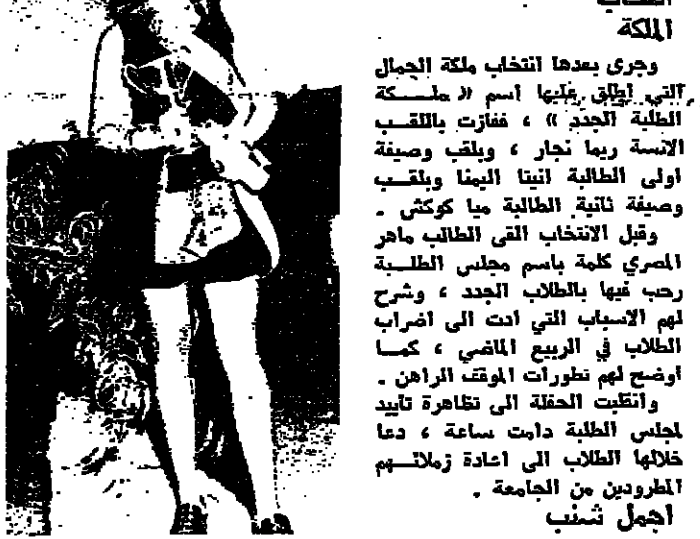 الملكة
وجرى بعدها انتخاب ملكة الجمال
التي اطلق عليها اسم « ملكة
الطلبة الجدد » ، ففازت باللقب
الانسة ريما نجار ، وبلقب وصيفة
اولى الطالبة انيتا اليمنا وبلقب
وصيفة ثانية الطالبة ميا كوكثي .
وقبل الانتخاب القى الطالب ماهر
المصري كلمة باسم مجلس الطلبة
رحب فيها بالطلاب الجدد ، وشرح
لهم الاسباب التي ادت الى اضراب
الطلاب في الربيع الماضي ، كما
اوضح لهم تطورات الموقف الراهن .
وانقلبت الحفلة الى تظاهرة تأييد
لمجلس الطلبة دامت ساعة ، دعا
خلالها الطلاب الى اعادة زملائهم
المطرودين من الجامعة .
اجمل شنب